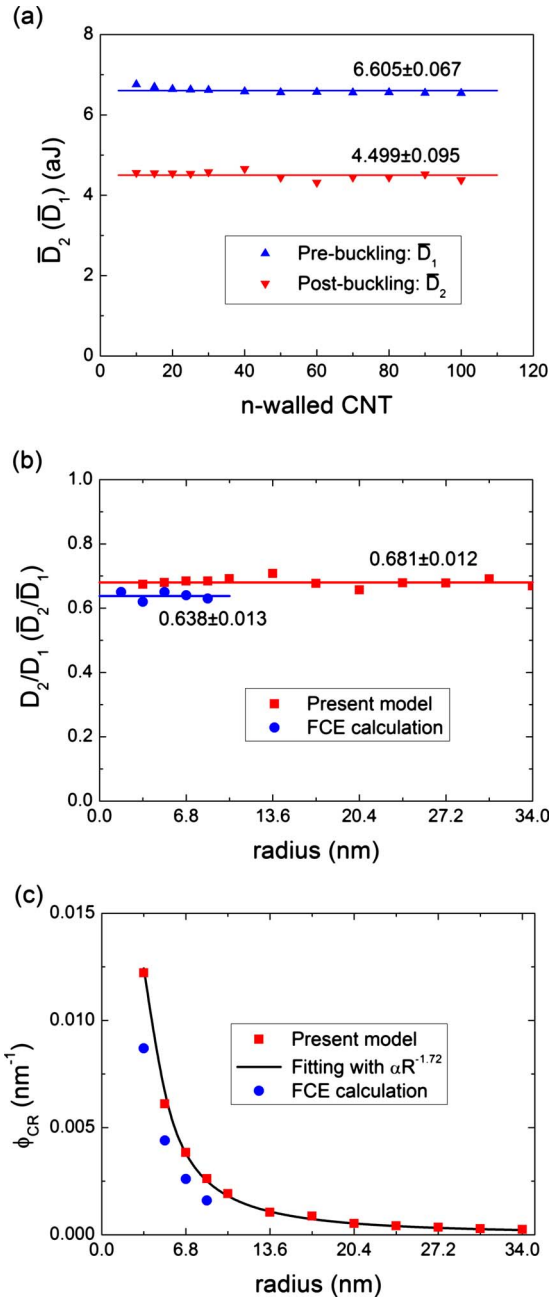 (a)
8
6
4
2
0
D̄₂ (D̄₁) (aJ)
6.605±0.067
4.499±0.095
Pre-buckling: D̄₁
Post-buckling: D̄₂
20 40 60 80 100 120
n-walled CNT
(b)
1.0
0.8
0.6
0.4
0.2
0.0
D₂/D₁ (D̄₂/D̄₁)
0.681±0.012
0.638±0.013
Present model
FCE calculation
0.0 6.8 13.6 20.4 27.2 34.0
radius (nm)
(c)
0.015
0.010
0.005
0.000
ϕCR (nm⁻¹)
Present model
Fitting with αR⁻¹·⁷²
FCE calculation
0.0 6.8 13.6 20.4 27.2 34.0
radius (nm)